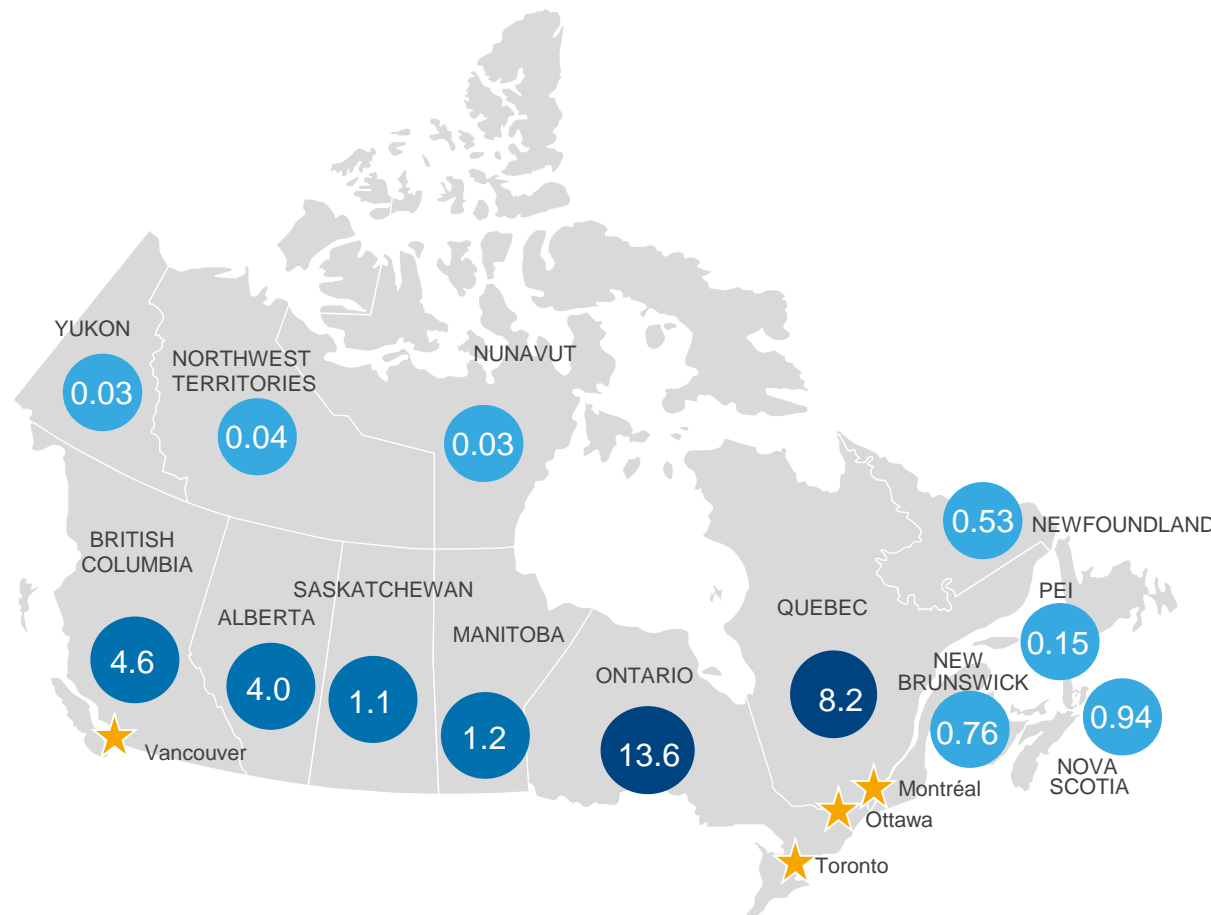 YUKON
0.03
NORTHWEST
TERRITORIES
0.04
NUNAVUT
0.03
BRITISH
COLUMBIA
4.6
Vancouver
ALBERTA
4.0
SASKATCHEWAN
1.1
MANITOBA
1.2
ONTARIO
13.6
QUEBEC
8.2
0.53
NEWFOUNDLAND
PEI
0.15
NEW
BRUNSWICK
0.76
0.94
NOVA
SCOTIA
Montréal
Ottawa
Toronto